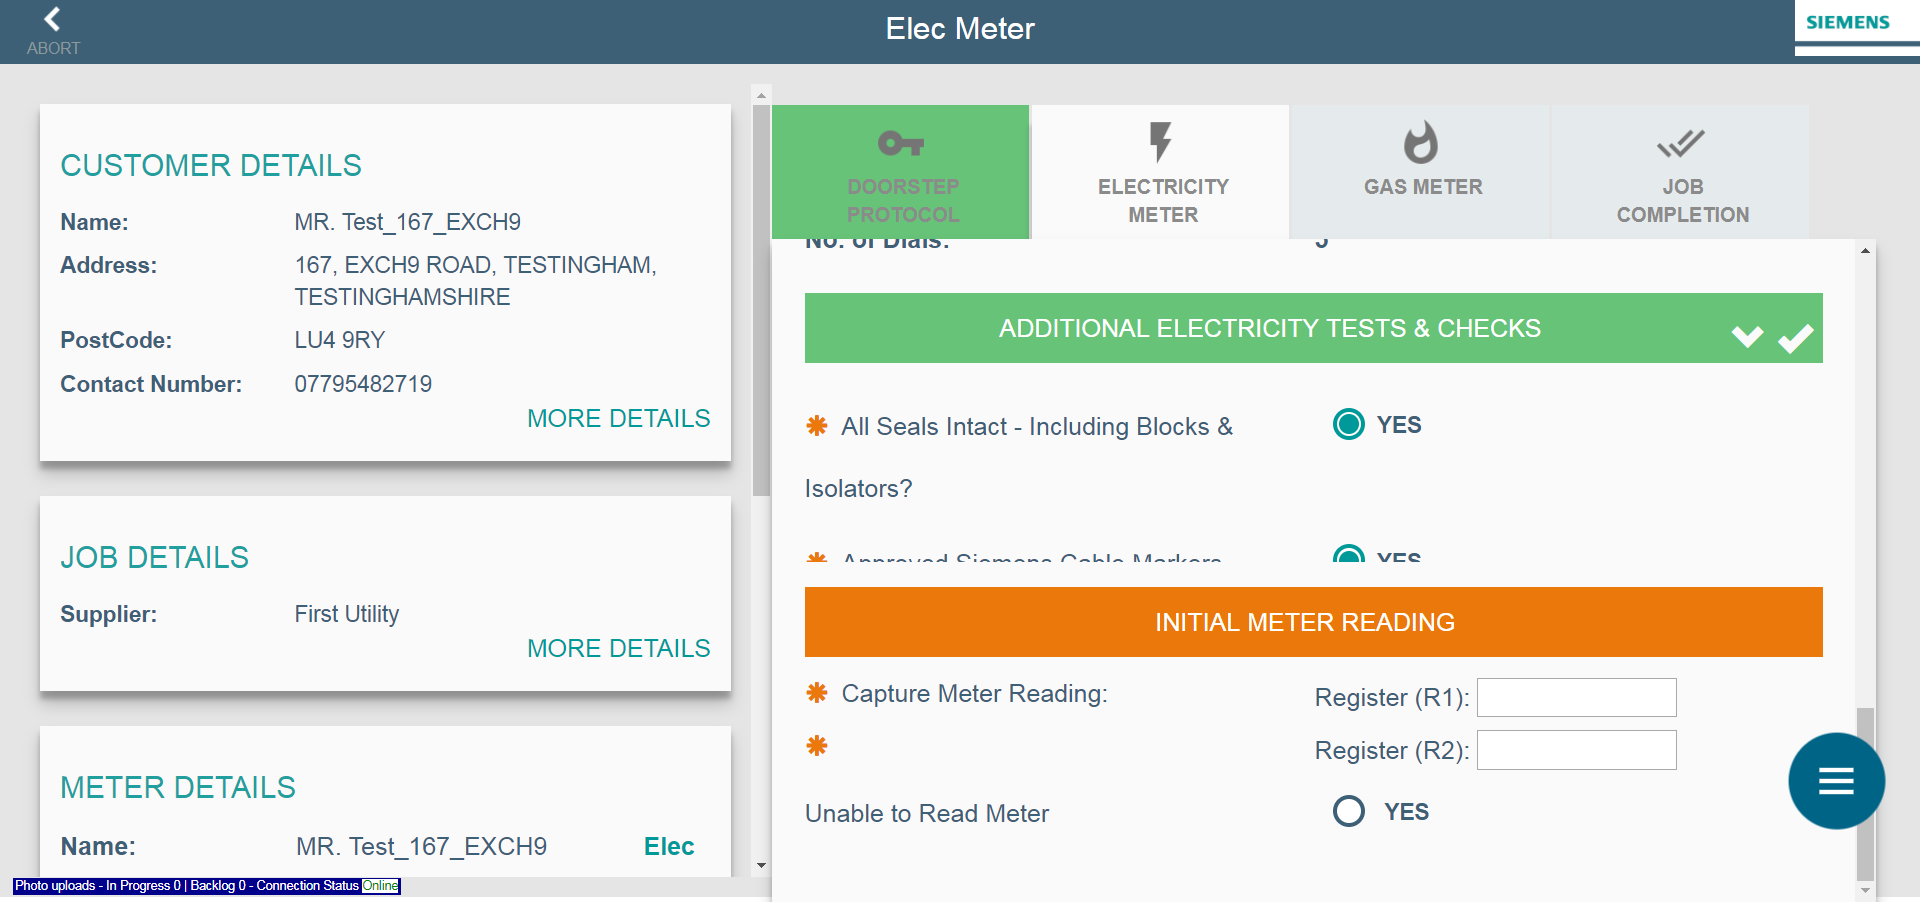 ABORT
Elec Meter
SIEMENS
CUSTOMER DETAILS
Name: MR. Test_167_EXCH9
Address: 167, EXCH9 ROAD, TESTINGHAM,
TESTINGHAMSHIRE
PostCode: LU4 9RY
Contact Number: 07795482719
MORE DETAILS
JOB DETAILS
Supplier: First Utility
MORE DETAILS
METER DETAILS
Name: MR. Test_167_EXCH9 Elec
Photo uploads - In Progress 0 | Backlog 0 - Connection Status Online
DOORSTEP
PROTOCOL
ELECTRICITY
METER
GAS METER
JOB
COMPLETION
No. of Dials:
ADDITIONAL ELECTRICITY TESTS & CHECKS
All Seals Intact - Including Blocks & YES
Isolators?
Approved Siemens Cable Markers YES
INITIAL METER READING
Capture Meter Reading: Register (R1):
Register (R2):
Unable to Read Meter YES